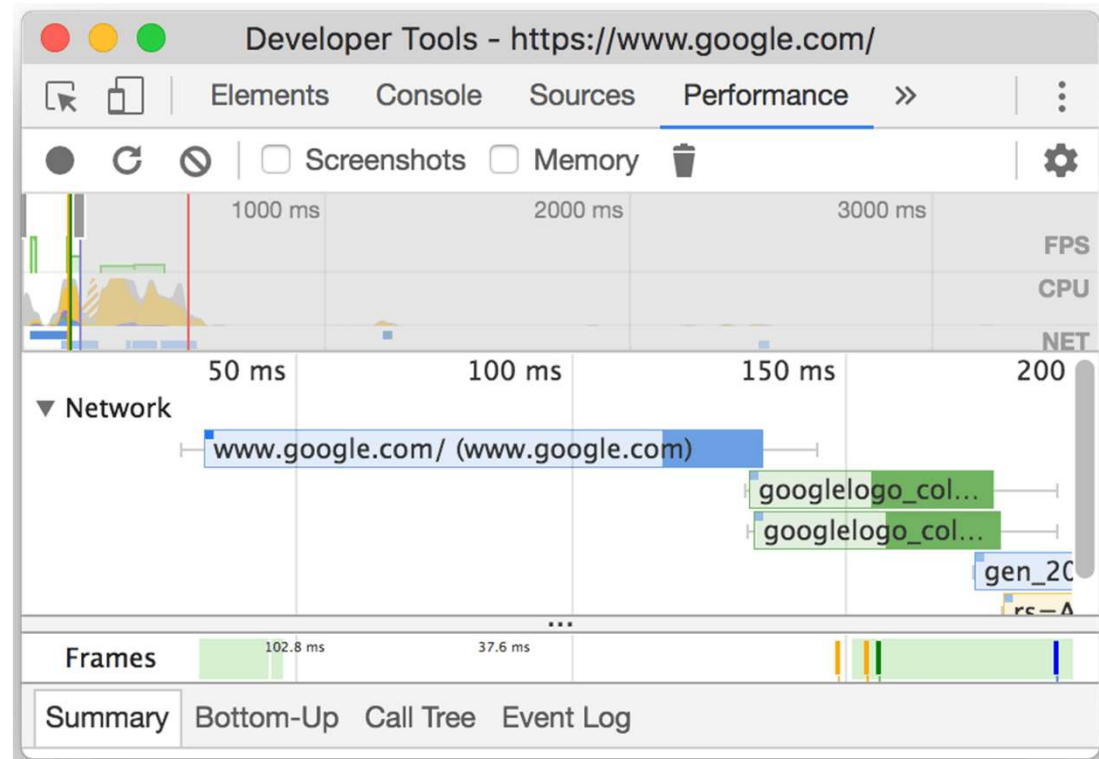 Developer Tools - https://www.google.com/
Elements Console Sources Performance »
Screenshots Memory
1000 ms 2000 ms 3000 ms
FPS
CPU
NET
50 ms 100 ms 150 ms 200
▼ Network
www.google.com/ (www.google.com)
googlelogo_col...
googlelogo_col...
gen_20
rs=A
...
Frames 102.8 ms 37.6 ms
Summary Bottom-Up Call Tree Event Log